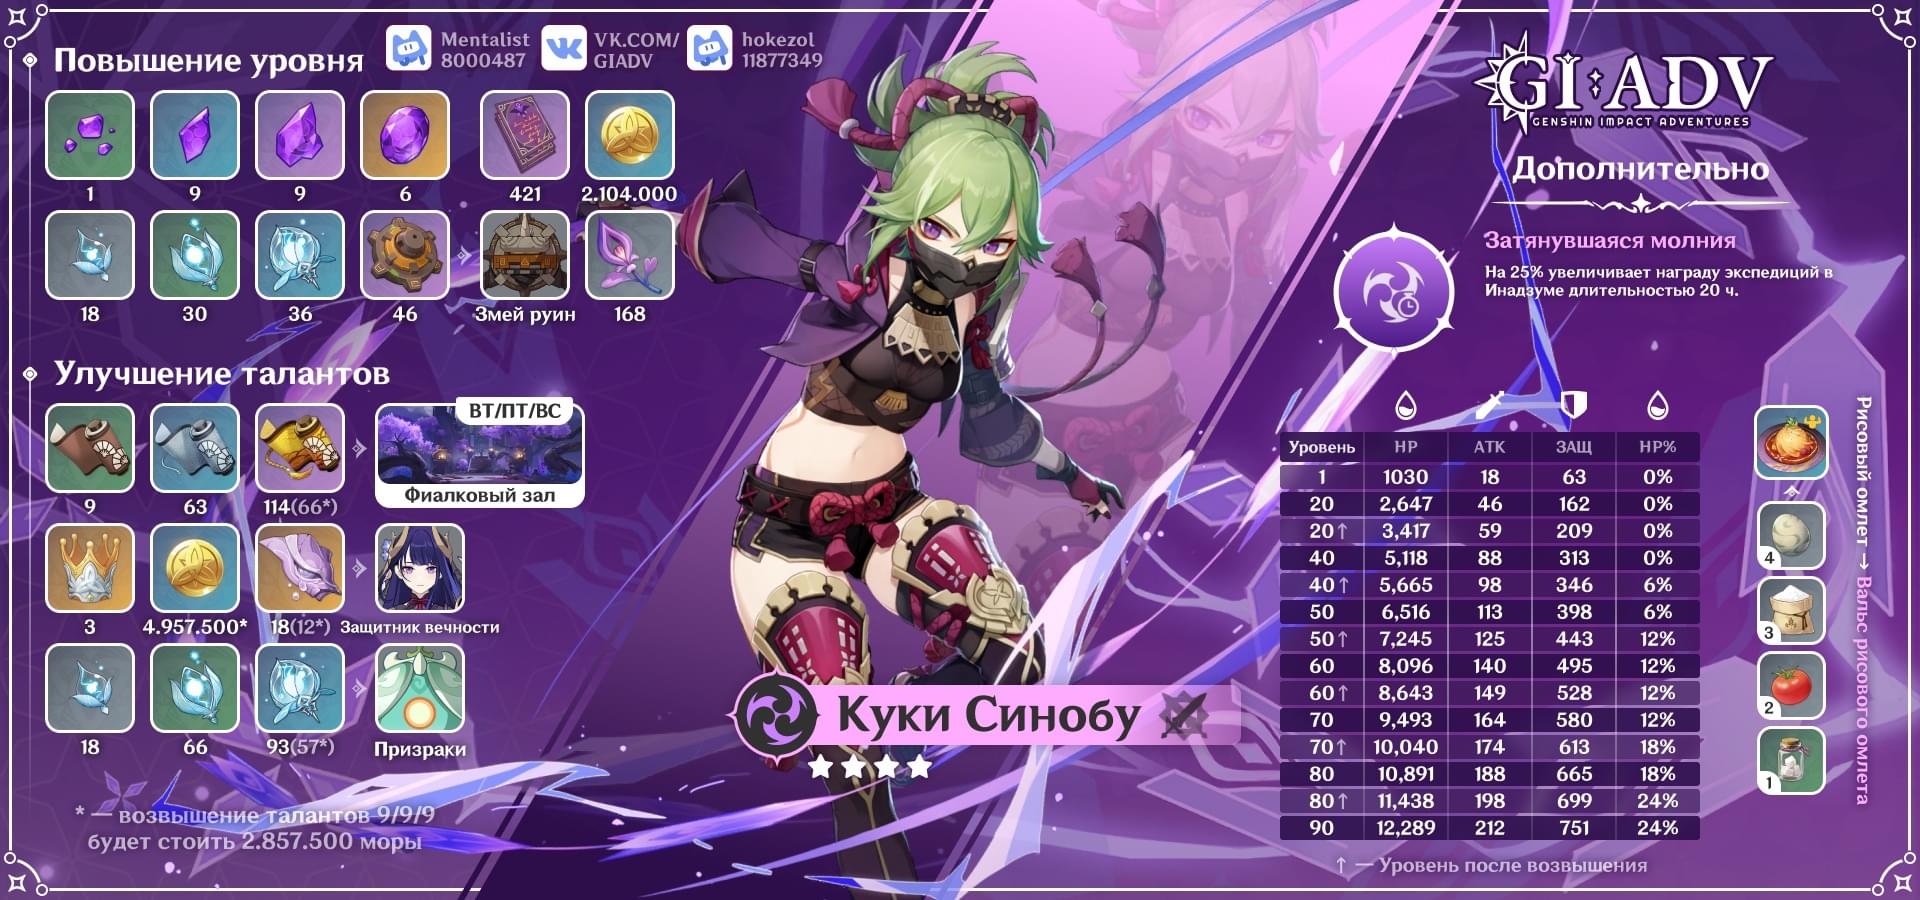 Повышение уровня
Mentalist
8000487
VK.COM/
GIADV
hokezol
11877349
1
9
9
6
421
2.104.000
18
30
36
46
Змей руин
168
Улучшение талантов
ВТ/ПТ/ВС
9
63
114(66*)
Фиалковый зал
3
4.957.500*
18(12*)
Защитник вечности
18
66
93(57*)
Призраки
* — возвышение талантов 9/9/9
будет стоить 2.857.500 моры
Куки Синобу
GI ADV
GENSHIN IMPACT ADVENTURES
Дополнительно
Затянувшаяся молния
На 25% увеличивает награду экспедиций в
Инадзуме длительностью 20 ч.
Уровень HP АТК ЗАЩ HP%
1 1030 18 63 0%
20 2,647 46 162 0%
20↑ 3,417 59 209 0%
40 5,118 88 313 0%
40↑ 5,665 98 346 6%
50 6,516 113 398 6%
50↑ 7,245 125 443 12%
60 8,096 140 495 12%
60↑ 8,643 149 528 12%
70 9,493 164 580 12%
70↑ 10,040 174 613 18%
80 10,891 188 665 18%
80↑ 11,438 198 699 24%
90 12,289 212 751 24%
↑ — Уровень после возвышения
4
3
2
1
Рисовый омлет → Вальс рисового омлета